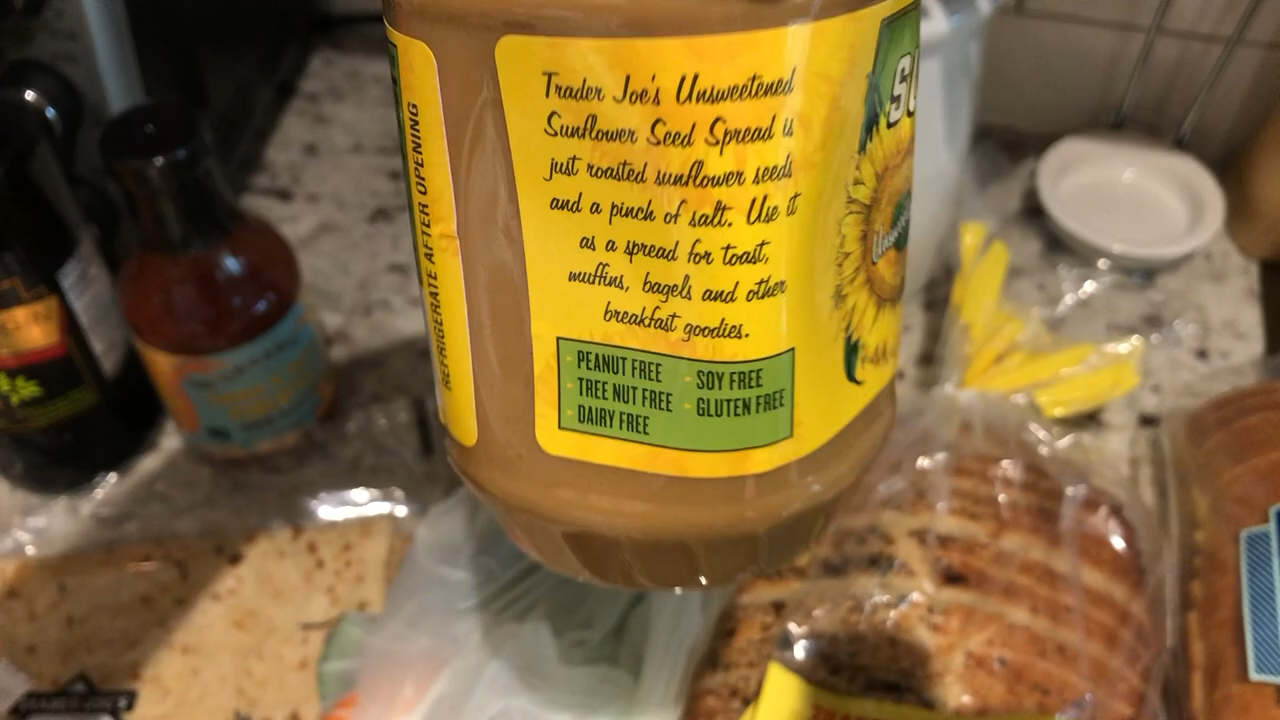 REFRIGERATE AFTER OPENING
Trader Joe's Unsweetened
Sunflower Seed Spread is
just roasted sunflower seeds
and a pinch of salt. Use it
as a spread for toast,
muffins, bagels and other
breakfast goodies.
PEANUT FREE
TREE NUT FREE
DAIRY FREE
SOY FREE
GLUTEN FREE